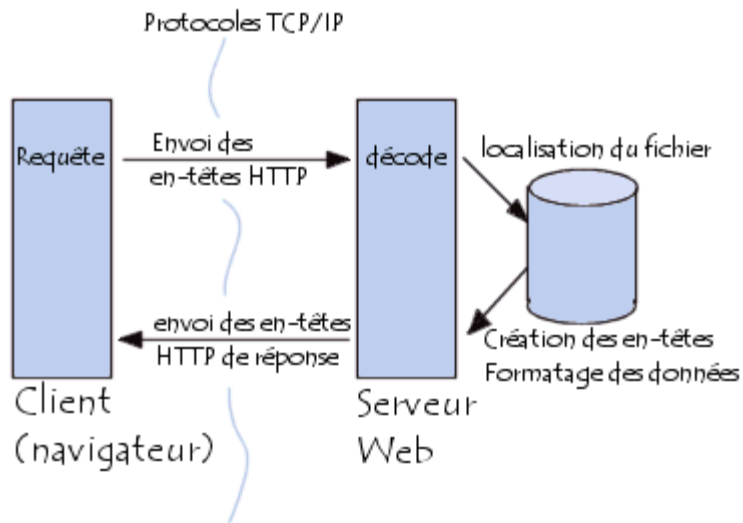 Protocoles TCP/IP
Requête
Envoi des
en-têtes HTTP
décode
localisation du fichier
envoi des en-têtes
HTTP de réponse
Création des en-têtes
Formatage des données
Client
(navigateur)
Serveur
Web